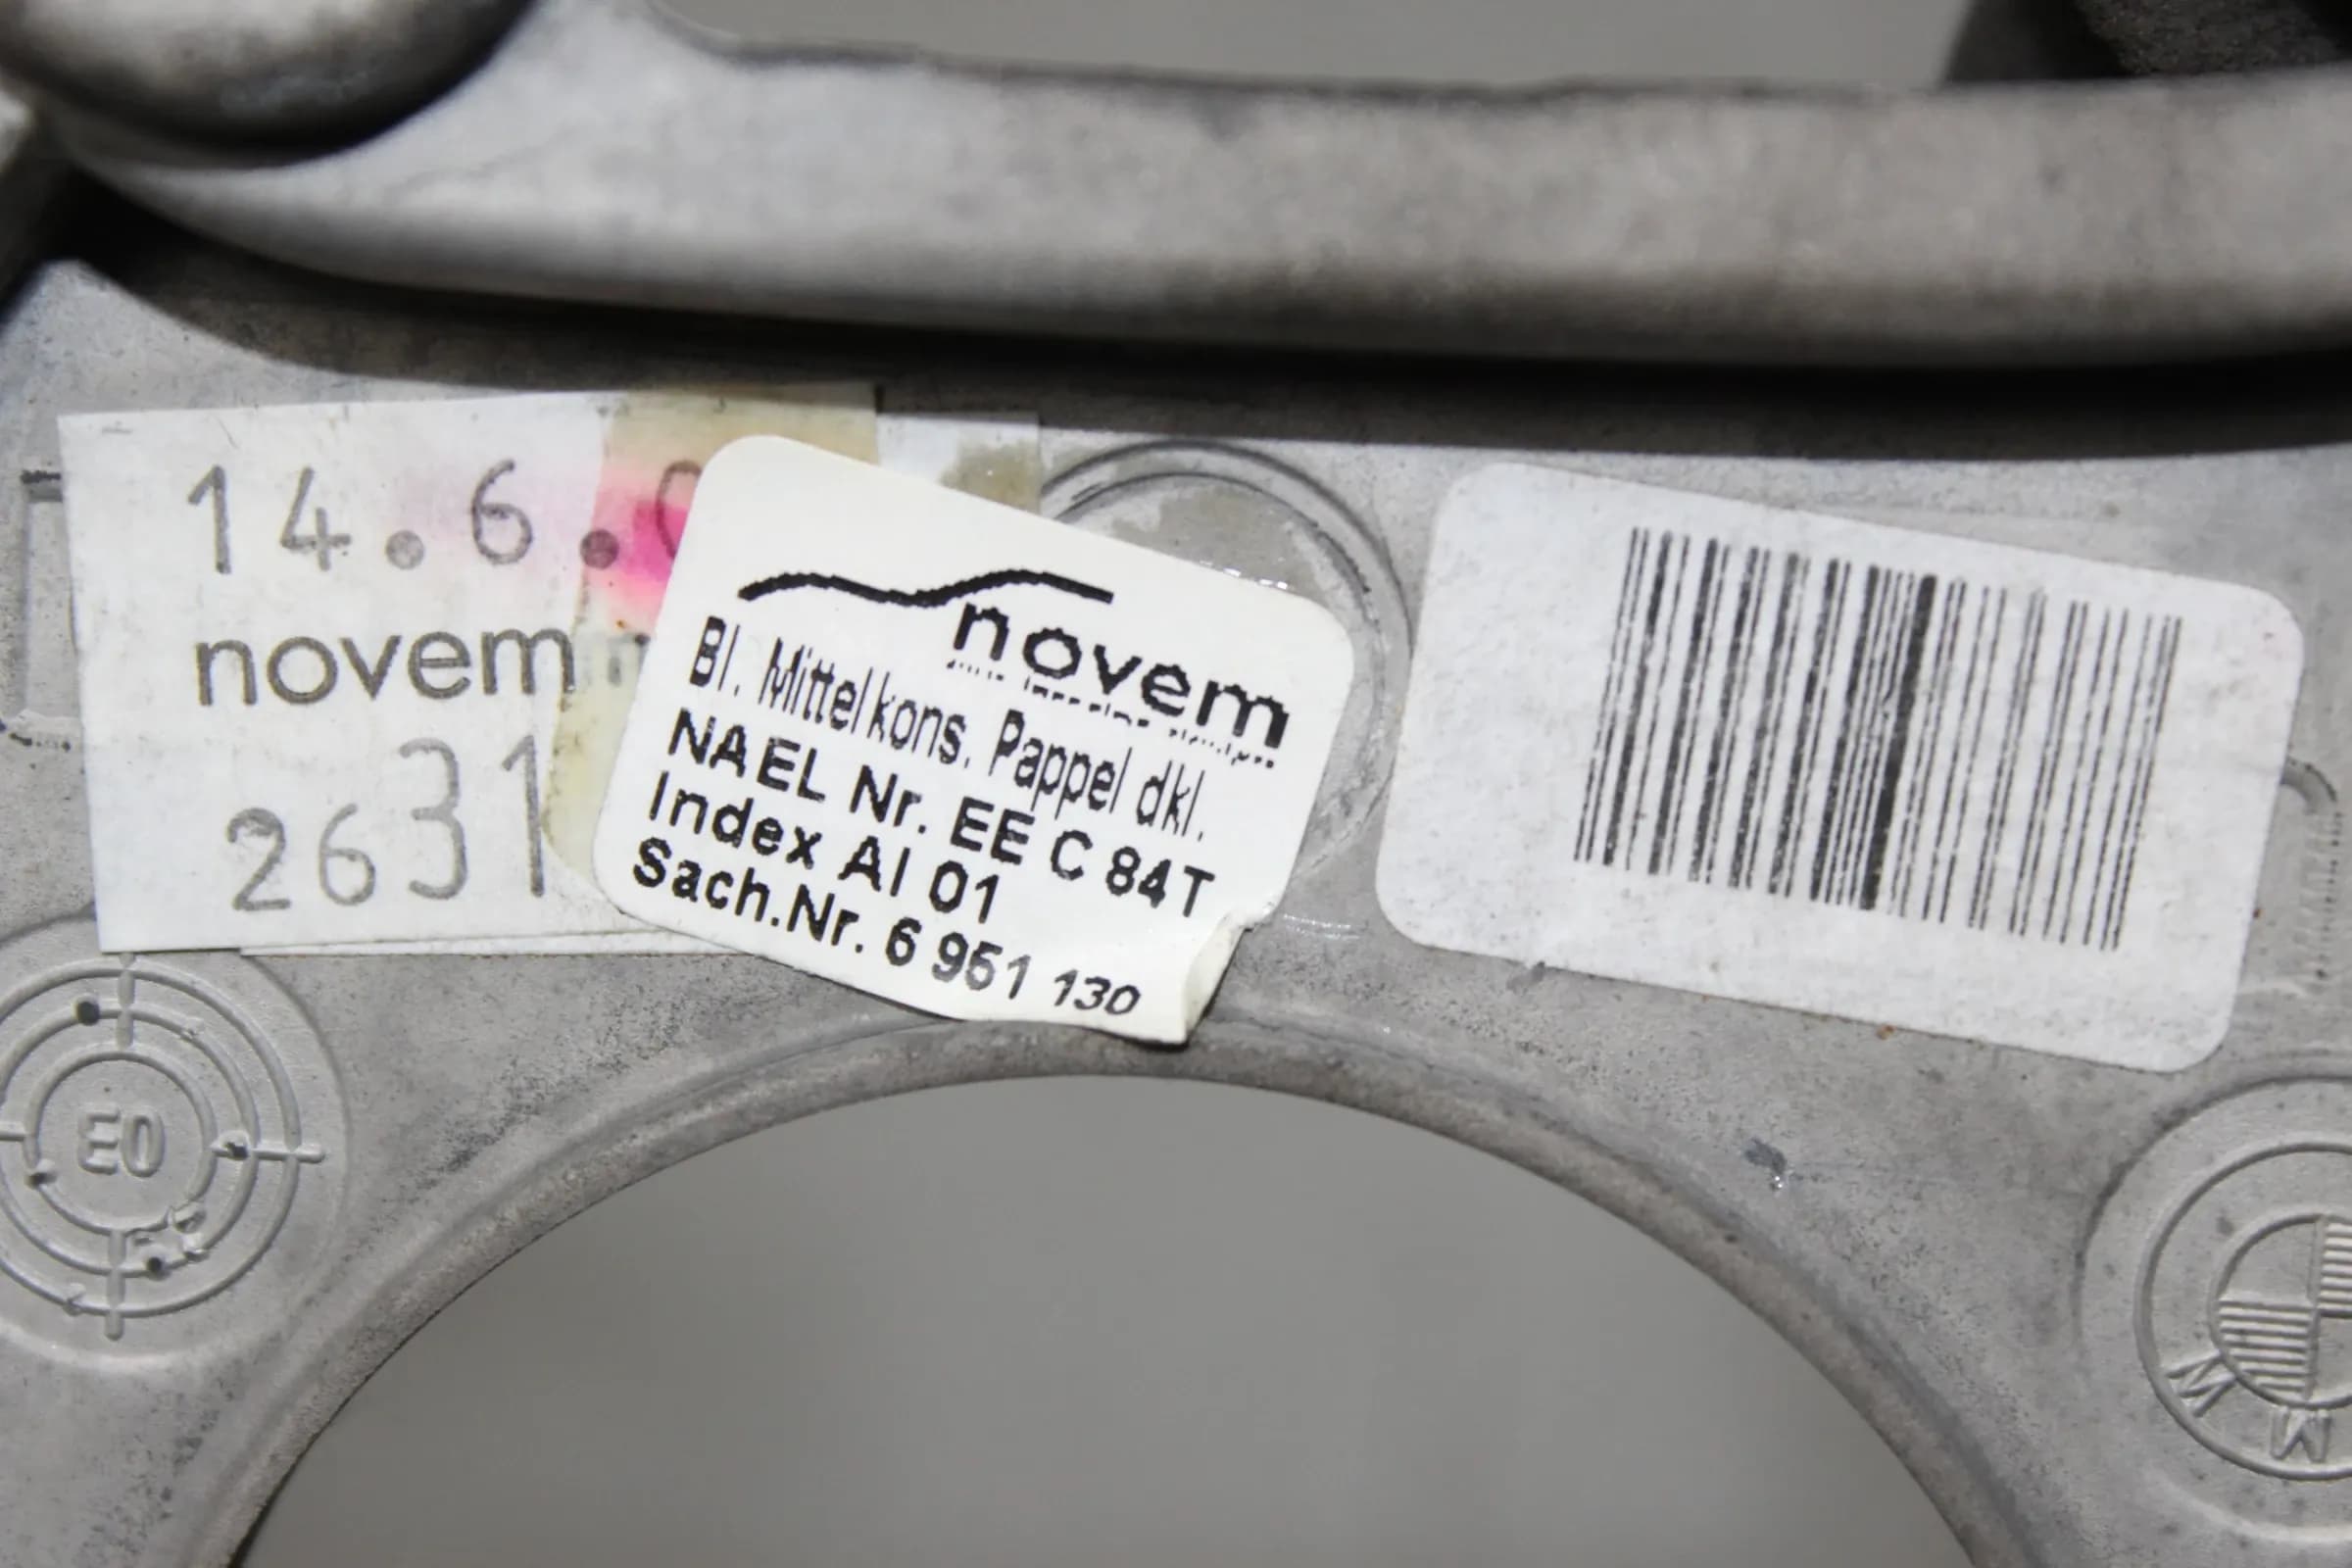 14.6.0
novem
2631
novem
Bl. Mittelkons. Pappel dkl.
NAEL Nr. EE C 84T
Index AI 01
Sach.Nr. 6 951 130
E0
M
W